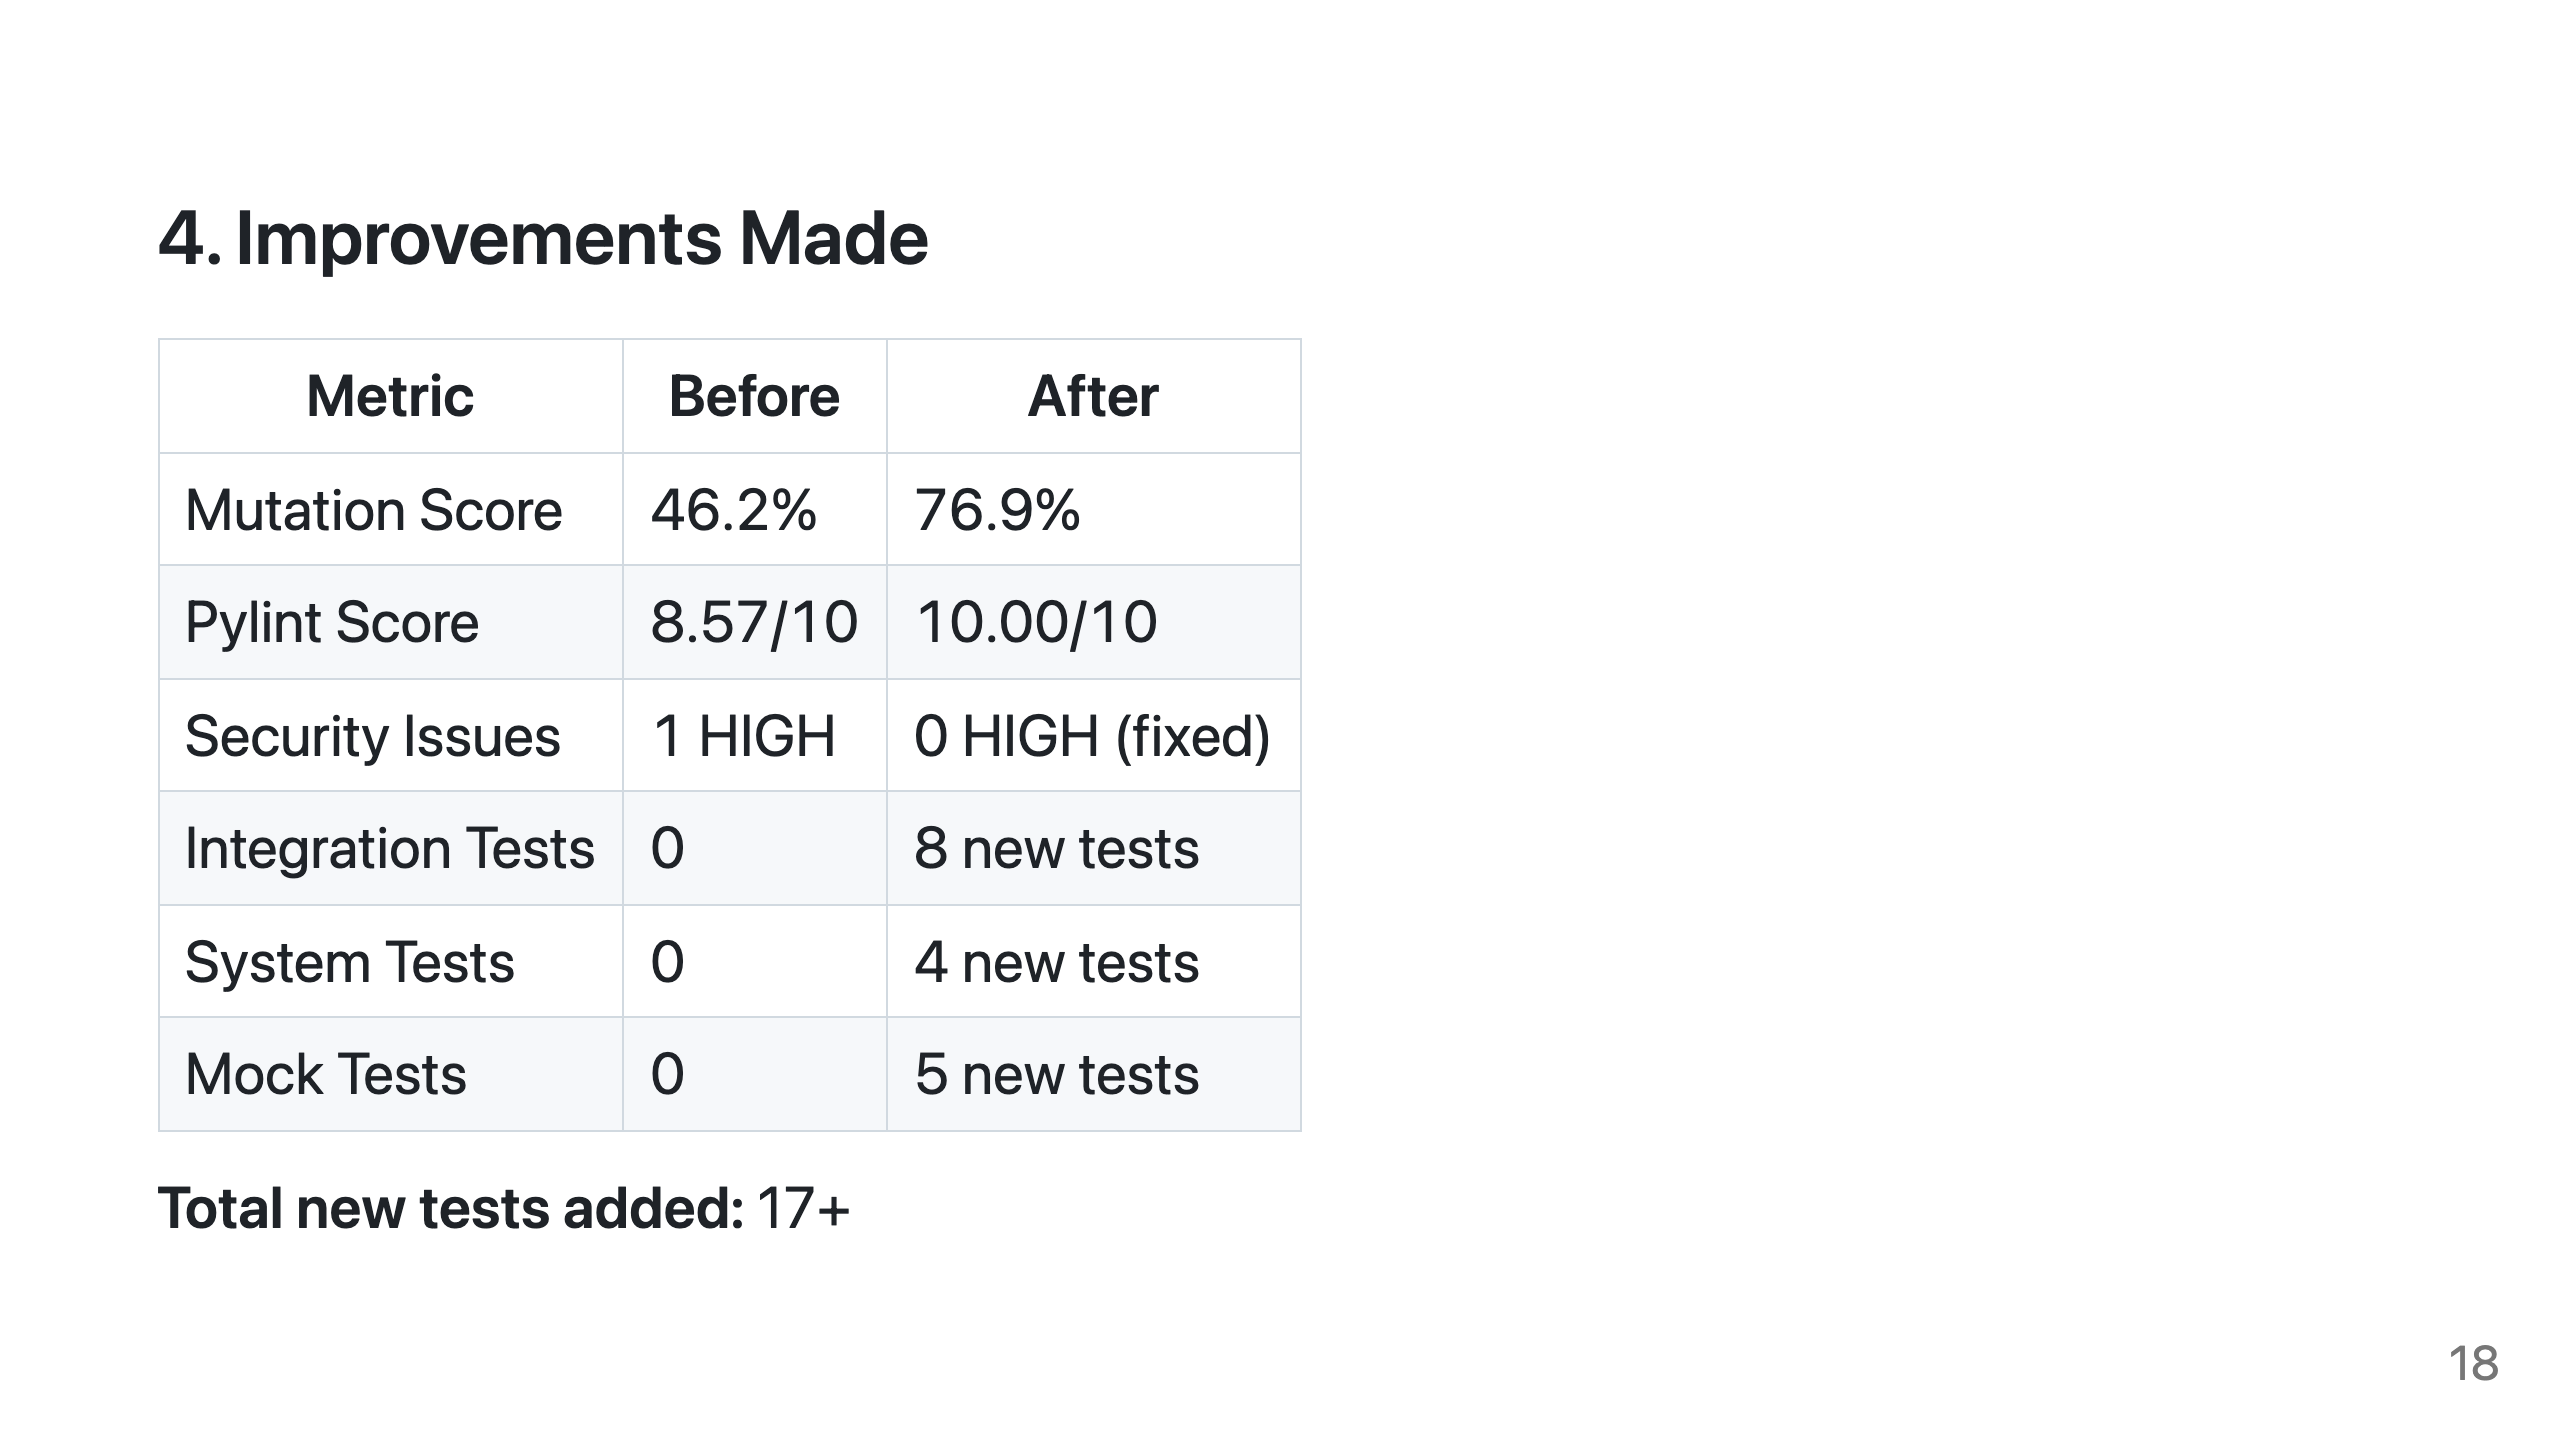 4. Improvements Made
Metric Before After
Mutation Score 46.2% 76.9%
Pylint Score 8.57/10 10.00/10
Security Issues 1 HIGH 0 HIGH (fixed)
Integration Tests 0 8 new tests
System Tests 0 4 new tests
Mock Tests 0 5 new tests
Total new tests added: 17+
18